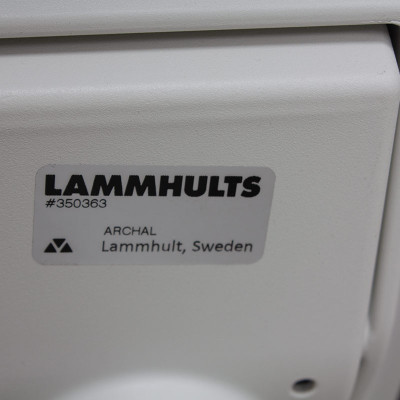 LAMMHULTS
#350363
ARCHAL
Lammhult, Sweden